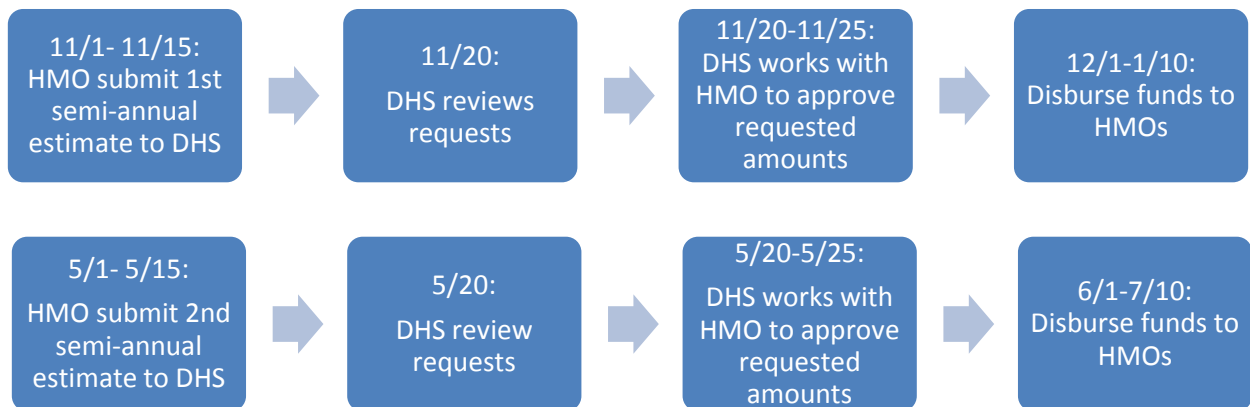 11/1- 11/15:
HMO submit 1st
semi-annual
estimate to DHS
11/20:
DHS reviews
requests
11/20-11/25:
DHS works with
HMO to approve
requested
amounts
12/1-1/10:
Disburse funds to
HMOs
5/1- 5/15:
HMO submit 2nd
semi-annual
estimate to DHS
5/20:
DHS review
requests
5/20-5/25:
DHS works with
HMO to approve
requested
amounts
6/1-7/10:
Disburse funds to
HMOs